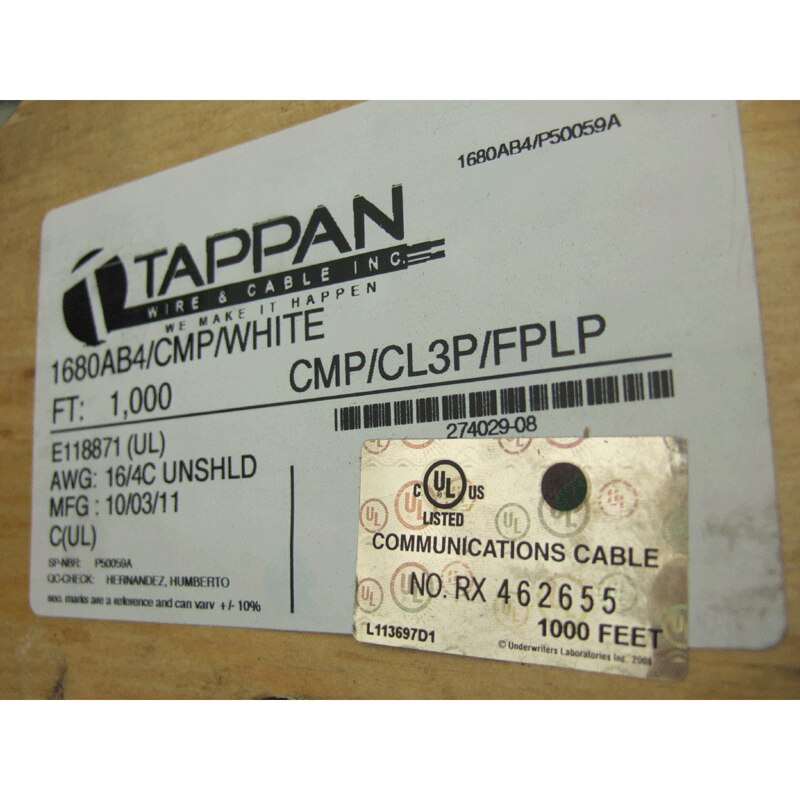 1680AB4/P50059A
TAPPAN
WIRE & CABLE INC.
WE MAKE IT HAPPEN
1680AB4/CMP/WHITE
CMP/CL3P/FPLP
FT: 1,000
274029-08
E118871 (UL)
AWG: 16/4C UNSHLD
MFG : 10/03/11
C(UL)
SP-NBR: P50059A
QC-CHECK: HERNANDEZ, HUMBERTO
seq. marks are a reference and can vary +/- 10%
C UL US
LISTED
COMMUNICATIONS CABLE
NO. RX 462655
L113697D1
1000 FEET
© Underwriters Laboratories Inc. 2008